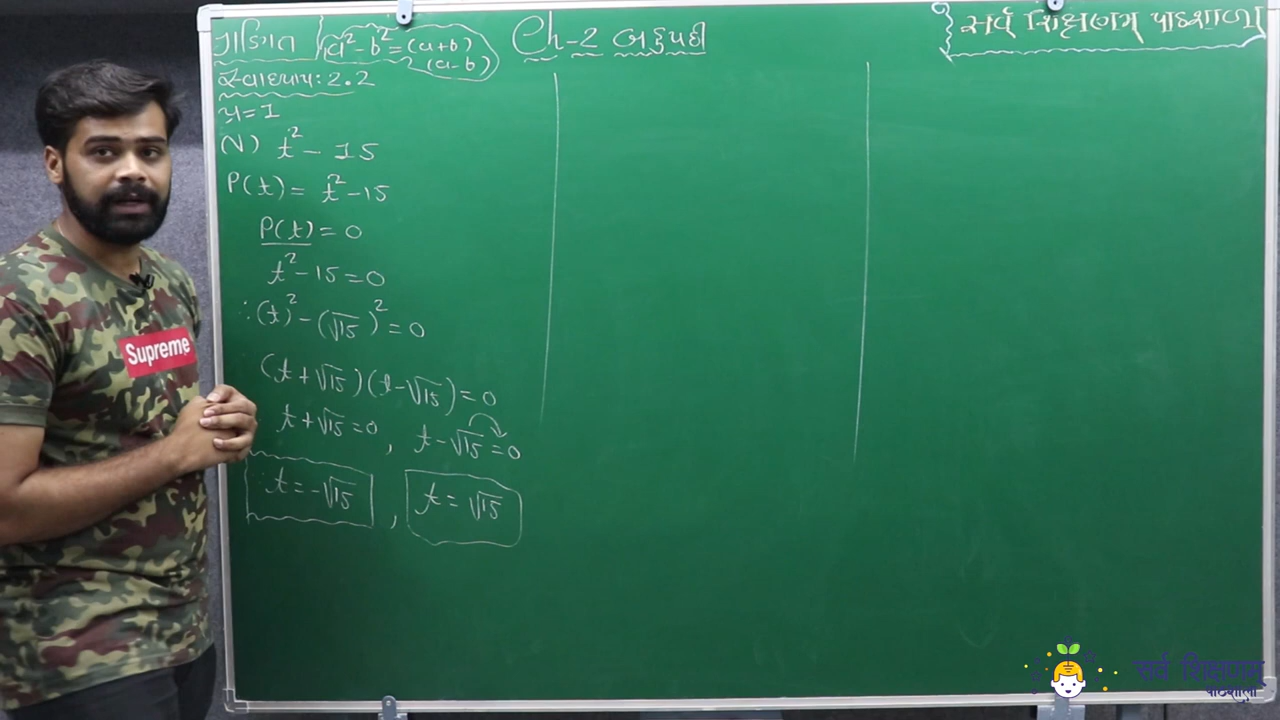 ગણિત
a² - b² = (a+b)
(a-b)
Ch-2 બહુપદી
સર્વ શિક્ષણમ્ પાઠશાળા
સ્વાધ્યાય: 2.2
પ્ર=1
(V) t² - 15
P(t) = t² - 15
P(t) = 0
t² - 15 = 0
∴ (t)² - (√15)² = 0
(t + √15)(t - √15) = 0
t + √15 = 0 , t - √15 = 0
t = -√15 , t = √15
Supreme
સર્વ શિક્ષણમ્
પાઠશાળા